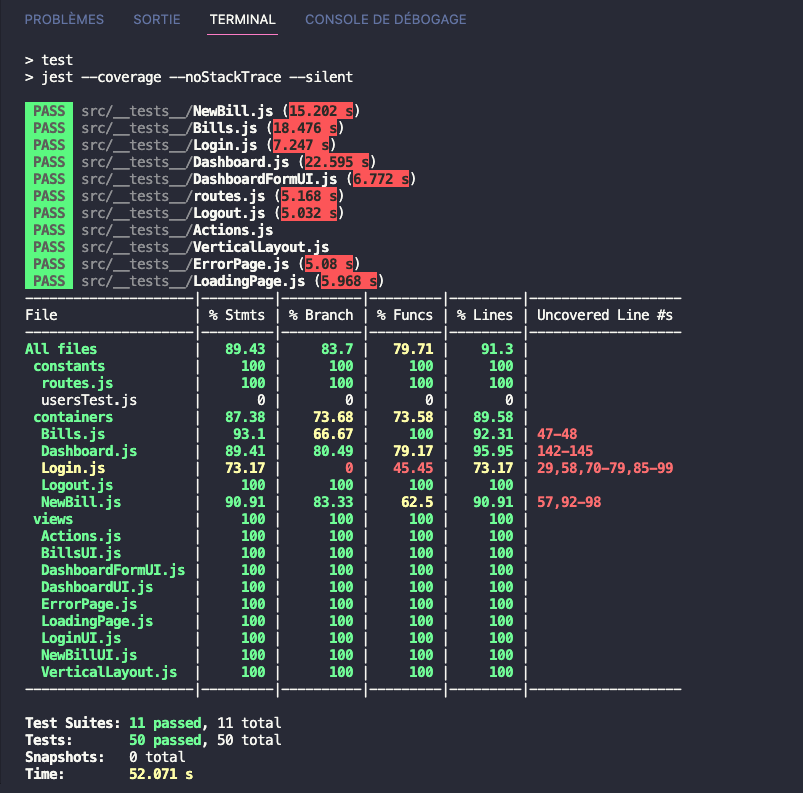 PROBLÈMES SORTIE TERMINAL CONSOLE DE DÉBOGAGE
> test
> jest --coverage --noStackTrace --silent
PASS src/__tests__/NewBill.js (15.202 s)
PASS src/__tests__/Bills.js (18.476 s)
PASS src/__tests__/Login.js (7.247 s)
PASS src/__tests__/Dashboard.js (22.595 s)
PASS src/__tests__/DashboardFormUI.js (6.772 s)
PASS src/__tests__/routes.js (5.168 s)
PASS src/__tests__/Logout.js (5.032 s)
PASS src/__tests__/Actions.js
PASS src/__tests__/VerticalLayout.js
PASS src/__tests__/ErrorPage.js (5.08 s)
PASS src/__tests__/LoadingPage.js (5.968 s)
---------------------|---------|----------|---------|---------|-------------------
File | % Stmts | % Branch | % Funcs | % Lines | Uncovered Line #s
---------------------|---------|----------|---------|---------|-------------------
All files | 89.43 | 83.7 | 79.71 | 91.3 |
constants | 100 | 100 | 100 | 100 |
routes.js | 100 | 100 | 100 | 100 |
usersTest.js | 0 | 0 | 0 | 0 |
containers | 87.38 | 73.68 | 73.58 | 89.58 |
Bills.js | 93.1 | 66.67 | 100 | 92.31 | 47-48
Dashboard.js | 89.41 | 80.49 | 79.17 | 95.95 | 142-145
Login.js | 73.17 | 0 | 45.45 | 73.17 | 29,58,70-79,85-99
Logout.js | 100 | 100 | 100 | 100 |
NewBill.js | 90.91 | 83.33 | 62.5 | 90.91 | 57,92-98
views | 100 | 100 | 100 | 100 |
Actions.js | 100 | 100 | 100 | 100 |
BillsUI.js | 100 | 100 | 100 | 100 |
DashboardFormUI.js | 100 | 100 | 100 | 100 |
DashboardUI.js | 100 | 100 | 100 | 100 |
ErrorPage.js | 100 | 100 | 100 | 100 |
LoadingPage.js | 100 | 100 | 100 | 100 |
LoginUI.js | 100 | 100 | 100 | 100 |
NewBillUI.js | 100 | 100 | 100 | 100 |
VerticalLayout.js | 100 | 100 | 100 | 100 |
---------------------|---------|----------|---------|---------|-------------------
Test Suites: 11 passed, 11 total
Tests: 50 passed, 50 total
Snapshots: 0 total
Time: 52.071 s